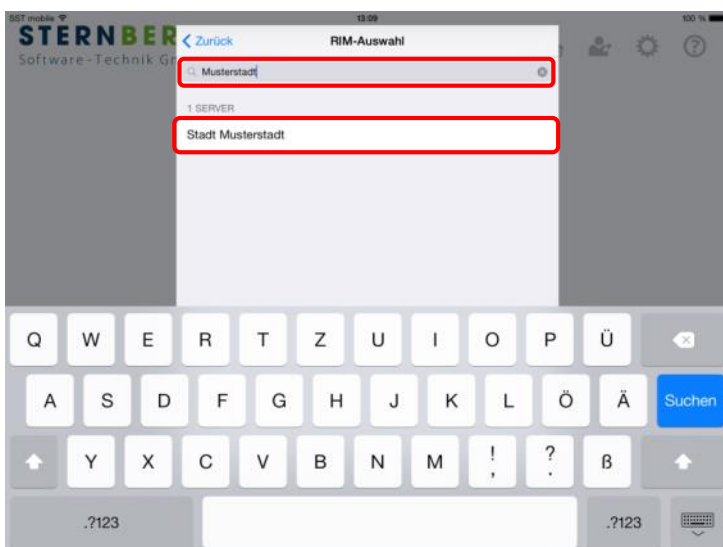 SST mobile 13:09 100 %
STERNBER
Software-Technik Gr
Zurück RIM-Auswahl
Musterstadt
1 SERVER
Stadt Musterstadt
Q W E R T Z U I O P Ü
A S D F G H J K L Ö Ä Suchen
Y X C V B N M ! , ? . ß
.?123 .?123